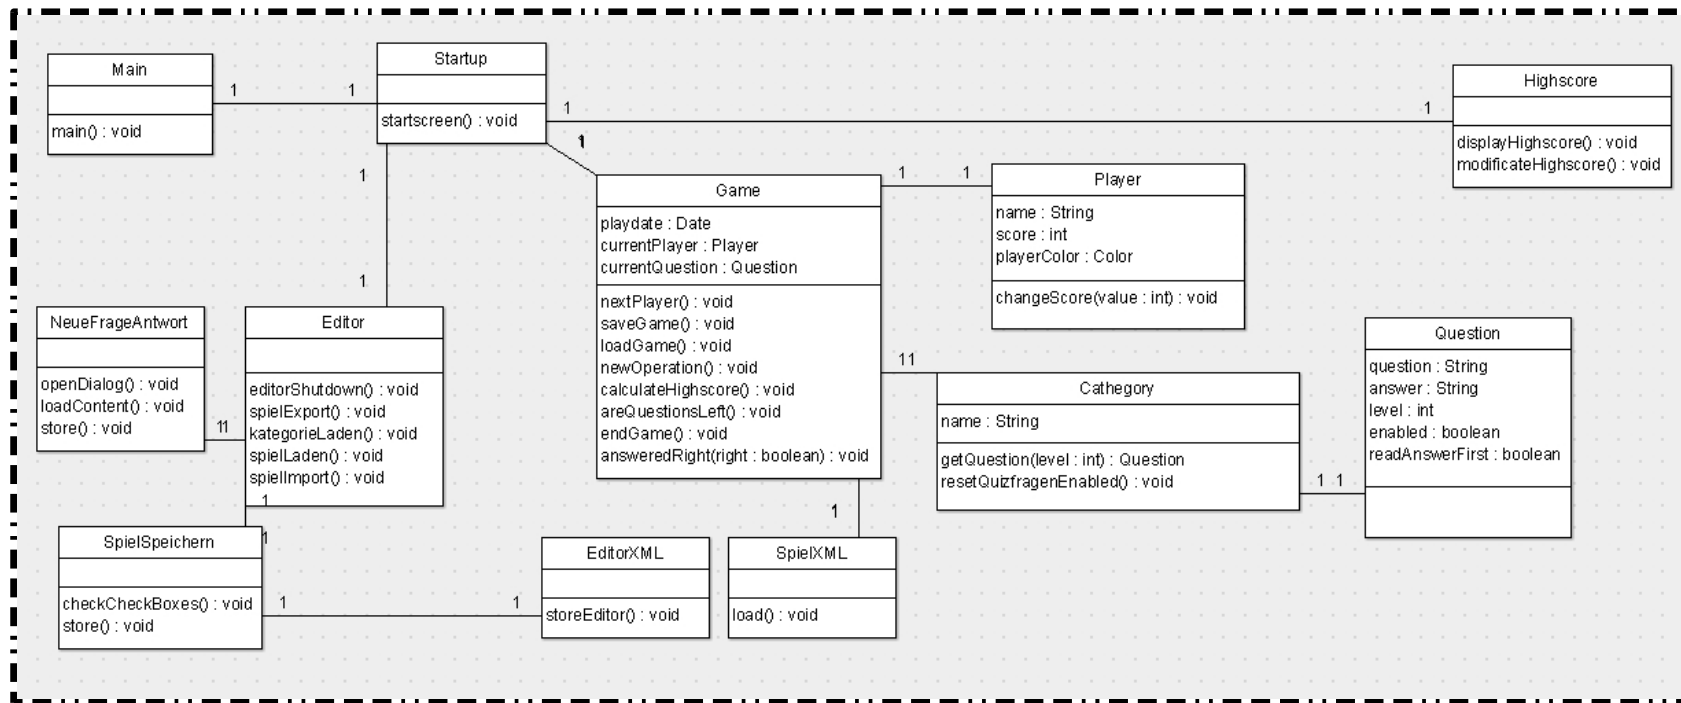 Main
main() : void
1
1
Startup
startscreen() : void
1
1
Highscore
displayHighscore() : void
modificateHighscore() : void
1
1
1
1
Game
playdate : Date
currentPlayer : Player
currentQuestion : Question
nextPlayer() : void
saveGame() : void
loadGame() : void
newOperation() : void
calculateHighscore() : void
areQuestionsLeft() : void
endGame() : void
answeredRight(right : boolean) : void
1
1
Player
name : String
score : int
playerColor : Color
changeScore(value : int) : void
NeueFrageAntwort
openDialog() : void
loadContent() : void
store() : void
11
Editor
editorShutdown() : void
spielExport() : void
kategorieLaden() : void
spielLaden() : void
spielImport() : void
1
1
11
Cathegory
name : String
getQuestion(level : int) : Question
resetQuizfragenEnabled() : void
1 1
Question
question : String
answer : String
level : int
enabled : boolean
readAnswerFirst : boolean
SpielSpeichern
checkCheckBoxes() : void
store() : void
1
1
EditorXML
storeEditor() : void
1
SpielXML
load() : void